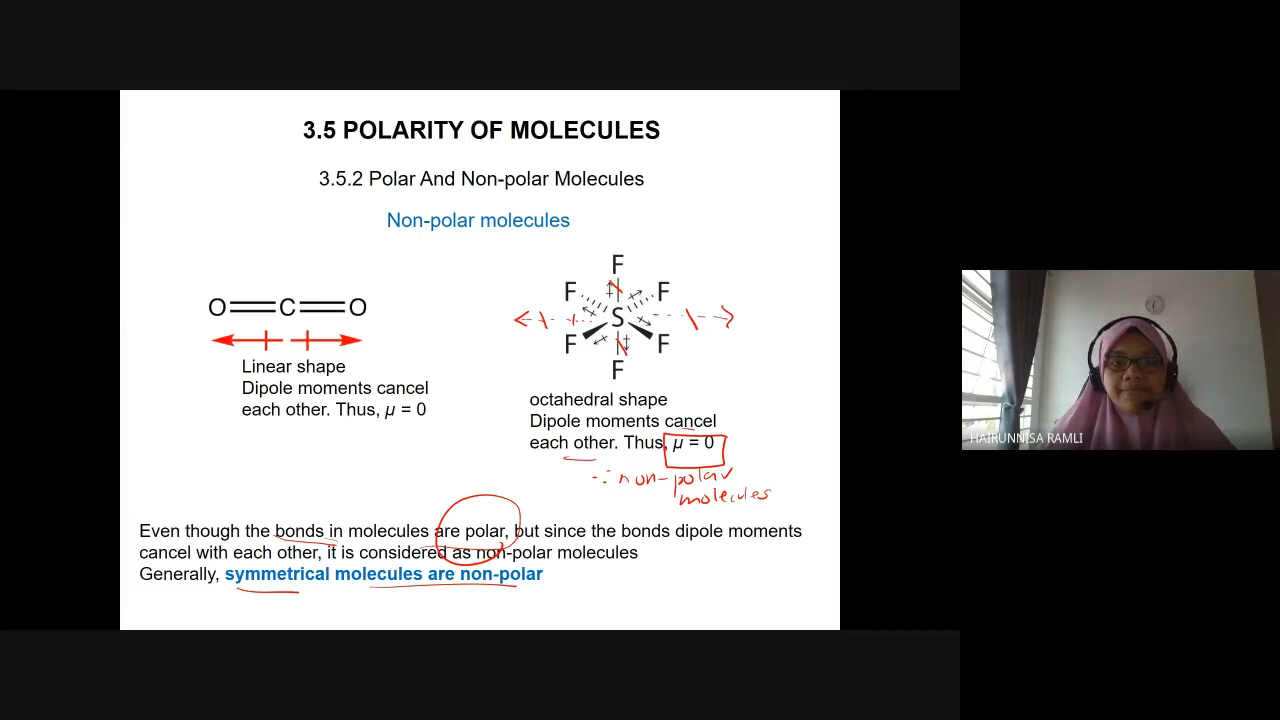 3.5 POLARITY OF MOLECULES
3.5.2 Polar And Non-polar Molecules
Non-polar molecules
O=C=O
Linear shape
Dipole moments cancel
each other. Thus, μ = 0
F
F F
S
F F
F
octahedral shape
Dipole moments cancel
each other. Thus, μ = 0
∴ non-polar
molecules
Even though the bonds in molecules are polar, but since the bonds dipole moments
cancel with each other, it is considered as non-polar molecules
Generally, symmetrical molecules are non-polar
HAIRUNNISA RAMLI